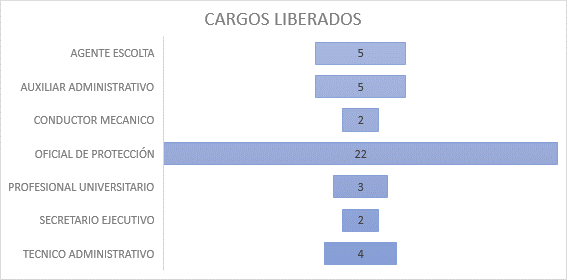 CARGOS LIBERADOS
AGENTE ESCOLTA 5
AUXILIAR ADMINISTRATIVO 5
CONDUCTOR MECANICO 2
OFICIAL DE PROTECCIÓN 22
PROFESIONAL UNIVERSITARIO 3
SECRETARIO EJECUTIVO 2
TECNICO ADMINISTRATIVO 4